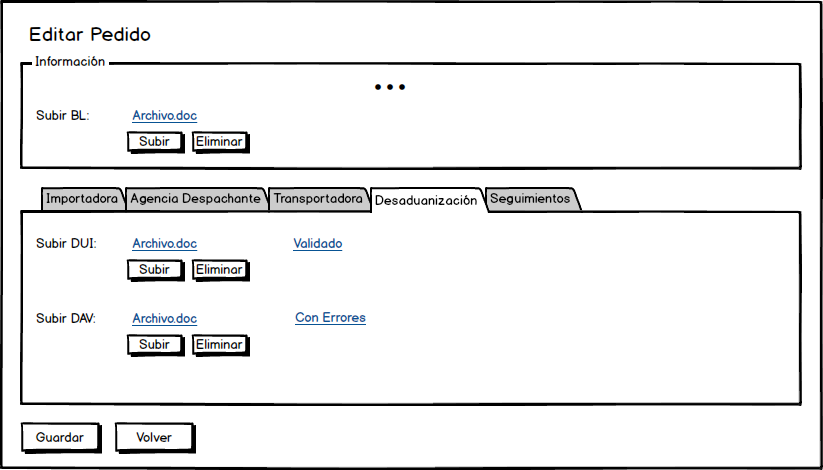 Editar Pedido
Información
•••
Subir BL: Archivo.doc
Subir Eliminar
Importadora Agencia Despachante Transportadora Desaduanización Seguimientos
Subir DUI: Archivo.doc Validado
Subir Eliminar
Subir DAV: Archivo.doc Con Errores
Subir Eliminar
Guardar Volver